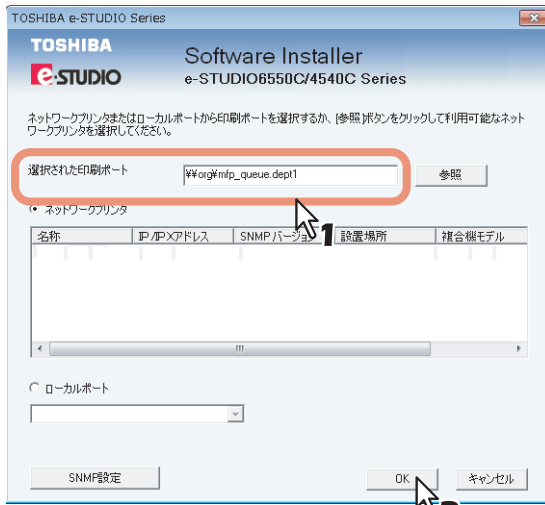 TOSHIBA e-STUDIO Series
TOSHIBA
e-STUDIO
Software Installer
e-STUDIO6550C/4540C Series
ネットワークプリンタまたはローカルポートから印刷ポートを選択するか、[参照]ボタンをクリックして利用可能なネット
ワークプリンタを選択してください。
選択された印刷ポート
¥¥org¥mfp_queue.dept1
参照
ネットワークプリンタ
1
名称 IP/IPXアドレス SNMPバージョン 設置場所 複合機モデル
ローカルポート
SNMP設定
OK
キャンセル